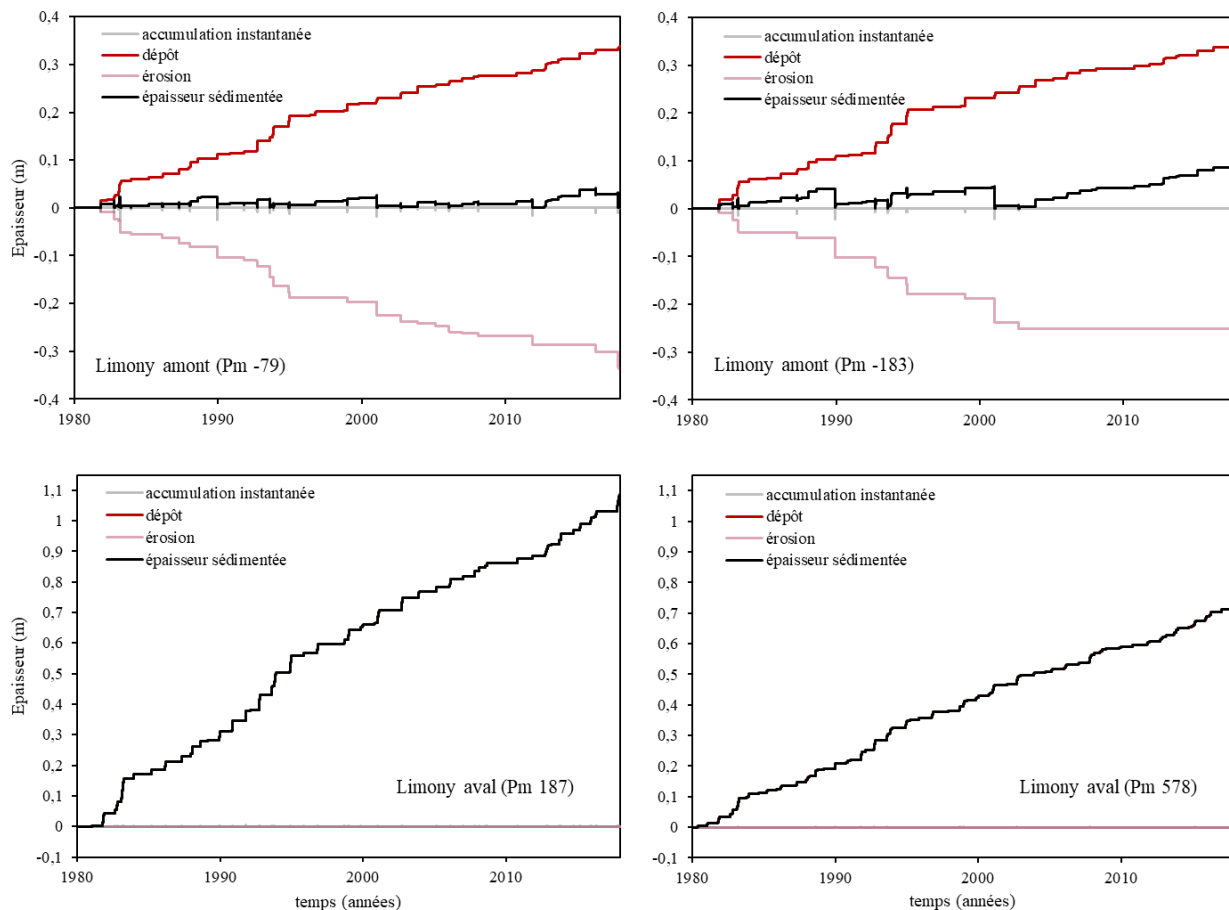 0,4
0,3
0,2
0,1
0
-0,1
-0,2
-0,3
-0,4
Epaisseur (m)
accumulation instantanée
dépôt
érosion
épaisseur sédimentée
Limony amont (Pm -79)
1980
1990
2000
2010
0,4
0,3
0,2
0,1
0
-0,1
-0,2
-0,3
-0,4
accumulation instantanée
dépôt
érosion
épaisseur sédimentée
Limony amont (Pm -183)
1980
1990
2000
2010
1,1
1
0,9
0,8
0,7
0,6
0,5
0,4
0,3
0,2
0,1
0
-0,1
Epaisseur (m)
accumulation instantanée
dépôt
érosion
épaisseur sédimentée
Limony aval (Pm 187)
1980
1990
2000
2010
temps (années)
1,1
1
0,9
0,8
0,7
0,6
0,5
0,4
0,3
0,2
0,1
0
-0,1
accumulation instantanée
dépôt
érosion
épaisseur sédimentée
Limony aval (Pm 578)
1980
1990
2000
2010
temps (années)